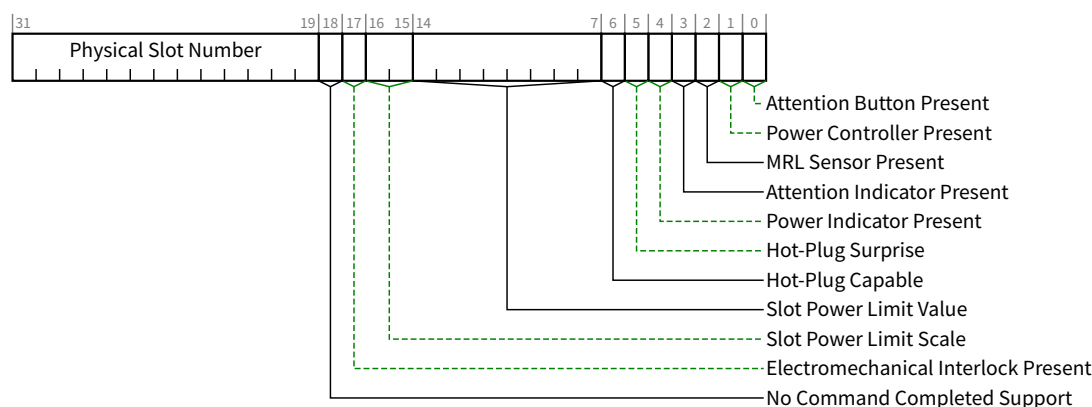 31 19 18 17 16 15 14 7 6 5 4 3 2 1 0
Physical Slot Number
Attention Button Present
Power Controller Present
MRL Sensor Present
Attention Indicator Present
Power Indicator Present
Hot-Plug Surprise
Hot-Plug Capable
Slot Power Limit Value
Slot Power Limit Scale
Electromechanical Interlock Present
No Command Completed Support